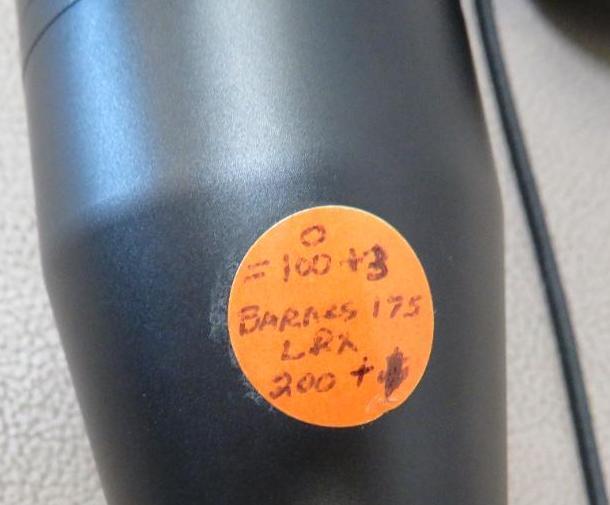 0
= 100 +3
BARNES 175
LRX
200 +